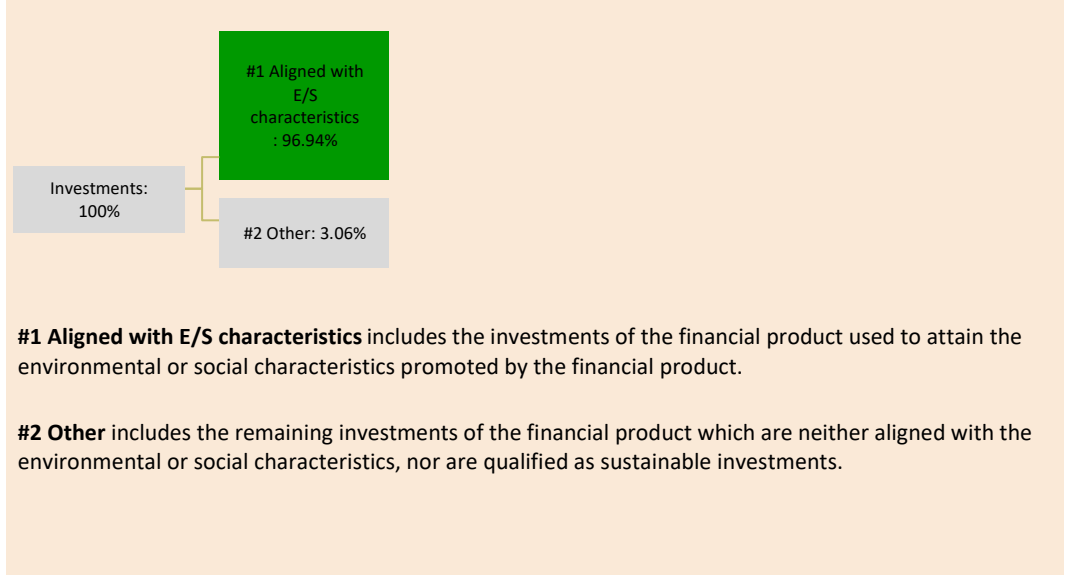 #1 Aligned with
E/S
characteristics
: 96.94%
Investments:
100%
#2 Other: 3.06%
#1 Aligned with E/S characteristics includes the investments of the financial product used to attain the
environmental or social characteristics promoted by the financial product.
#2 Other includes the remaining investments of the financial product which are neither aligned with the
environmental or social characteristics, nor are qualified as sustainable investments.